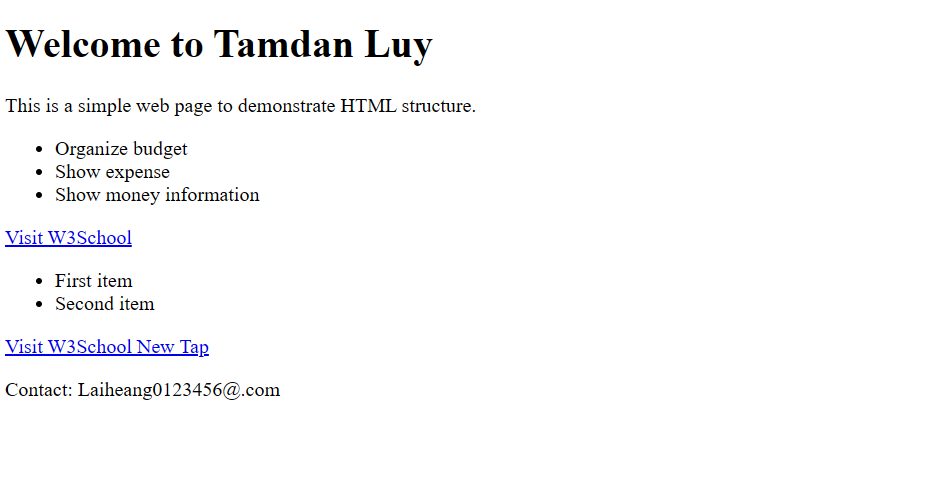 Welcome to Tamdan Luy
This is a simple web page to demonstrate HTML structure.
• Organize budget
• Show expense
• Show money information
Visit W3School
• First item
• Second item
Visit W3School New Tap
Contact: Laiheang0123456@.com